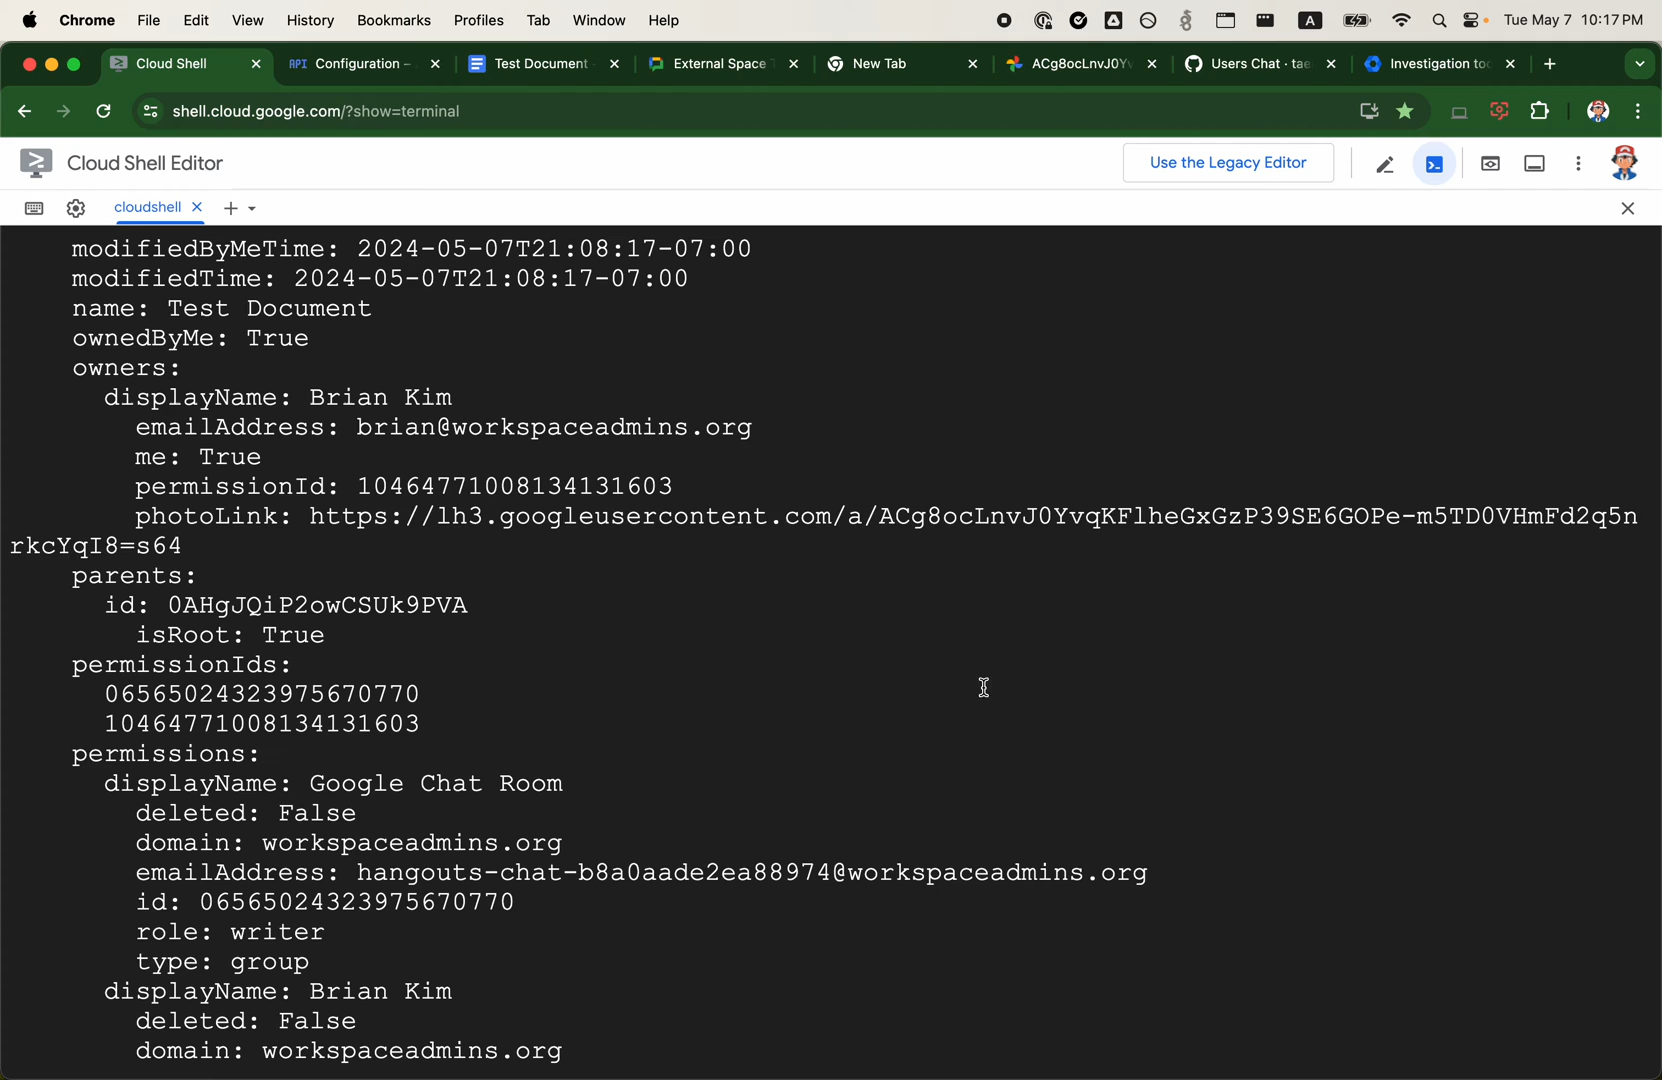 Chrome File Edit View History Bookmarks Profiles Tab Window Help A Tue May 7 10:17 PM
Cloud Shell API Configuration – Test Document External Space New Tab ACg8ocLnvJ0Yv Users Chat · tae Investigation too
shell.cloud.google.com/?show=terminal
Cloud Shell Editor Use the Legacy Editor
cloudshell
modifiedByMeTime: 2024-05-07T21:08:17-07:00
modifiedTime: 2024-05-07T21:08:17-07:00
name: Test Document
ownedByMe: True
owners:
displayName: Brian Kim
emailAddress: brian@workspaceadmins.org
me: True
permissionId: 10464771008134131603
photoLink: https://lh3.googleusercontent.com/a/ACg8ocLnvJ0YvqKFlheGxGzP39SE6GOPe-m5TD0VHmFd2q5n
rkcYqI8=s64
parents:
id: 0AHgJQiP2owCSUk9PVA
isRoot: True
permissionIds:
06565024323975670770
10464771008134131603
permissions:
displayName: Google Chat Room
deleted: False
domain: workspaceadmins.org
emailAddress: hangouts-chat-b8a0aade2ea88974@workspaceadmins.org
id: 06565024323975670770
role: writer
type: group
displayName: Brian Kim
deleted: False
domain: workspaceadmins.org